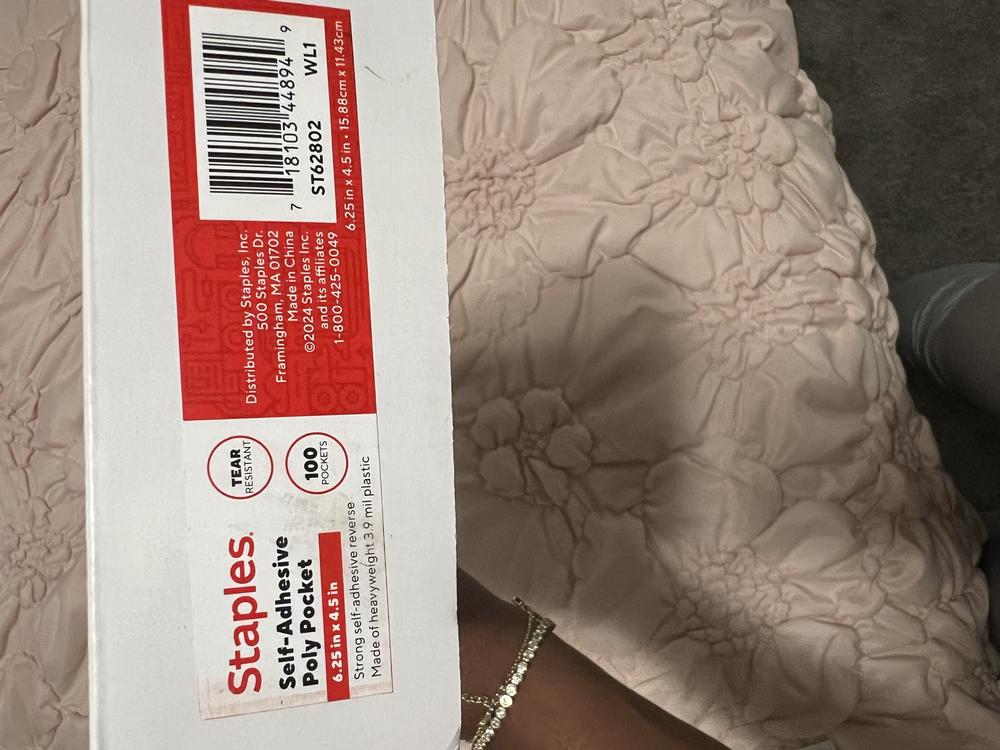 Staples.
Self-Adhesive
Poly Pocket
6.25 in x 4.5 in
Strong self-adhesive reverse
Made of heavyweight 3.9 mil plastic
TEAR
RESISTANT
100
POCKETS
Distributed by Staples, Inc.
500 Staples Dr.
Framingham, MA 01702
Made in China
©2024 Staples Inc.
and its affiliates
1-800-425-0049
7 18103 44894 9
ST62802 WL1
6.25 in x 4.5 in • 15.88cm x 11.43cm